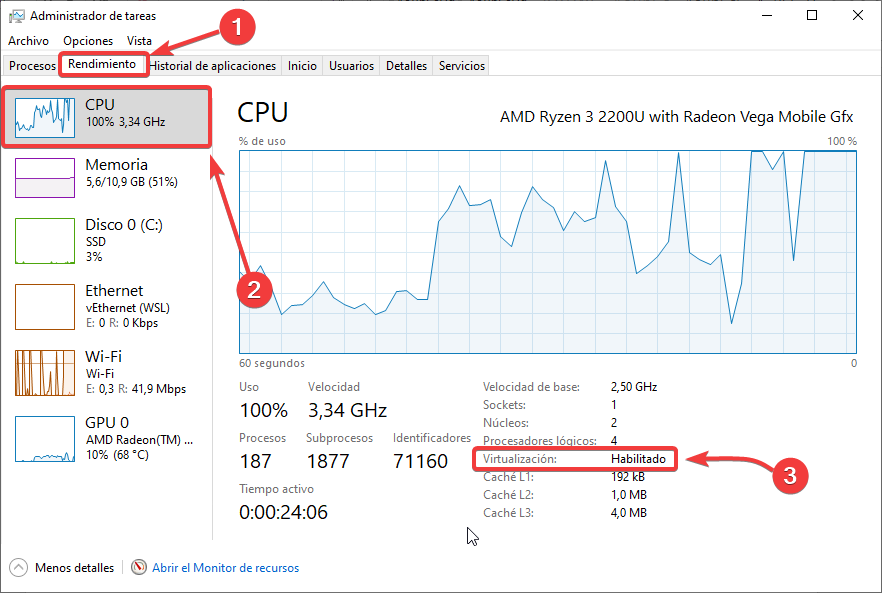 Administrador de tareas
1
Archivo Opciones Vista
Procesos Rendimiento Historial de aplicaciones Inicio Usuarios Detalles Servicios
CPU
100% 3,34 GHz
2
Memoria
5,6/10,9 GB (51%)
Disco 0 (C:)
SSD
3%
Ethernet
vEthernet (WSL)
E: 0 R: 0 Kbps
Wi-Fi
Wi-Fi
E: 0,3 R: 41,9 Mbps
GPU 0
AMD Radeon(TM) ...
10% (68 °C)
CPU
AMD Ryzen 3 2200U with Radeon Vega Mobile Gfx
% de uso 100 %
60 segundos 0
Uso Velocidad
100% 3,34 GHz
Procesos Subprocesos Identificadores
187 1877 71160
Tiempo activo
0:00:24:06
Velocidad de base: 2,50 GHz
Sockets: 1
Núcleos: 2
Procesadores lógicos: 4
Virtualización: Habilitado
3
Caché L1: 192 kB
Caché L2: 1,0 MB
Caché L3: 4,0 MB
Menos detalles Abrir el Monitor de recursos